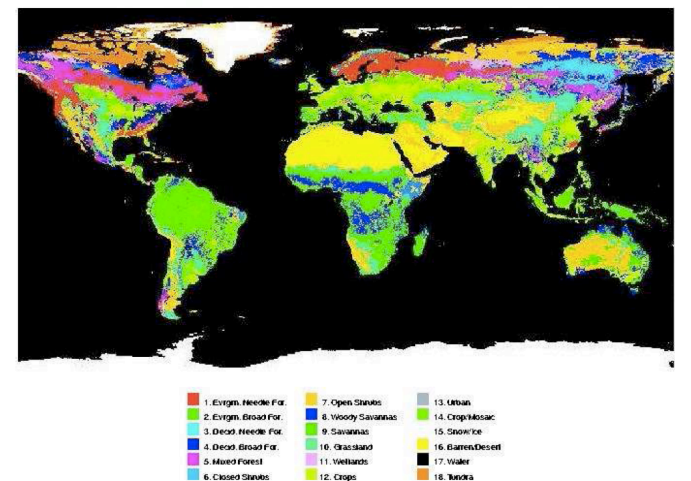 1. Evrgrn. Needle For.
2. Evrgrn. Broad For.
3. Decid. Needle For.
4. Decid. Broad For.
5. Mixed Forest
6. Closed Shrubs
7. Open Shrubs
8. Woody Savannas
9. Savannas
10. Grassland
11. Wetlands
12. Crops
13. Urban
14. Crop/Mosaic
15. Snow/ice
16. Barren/Desert
17. Water
18. Tundra